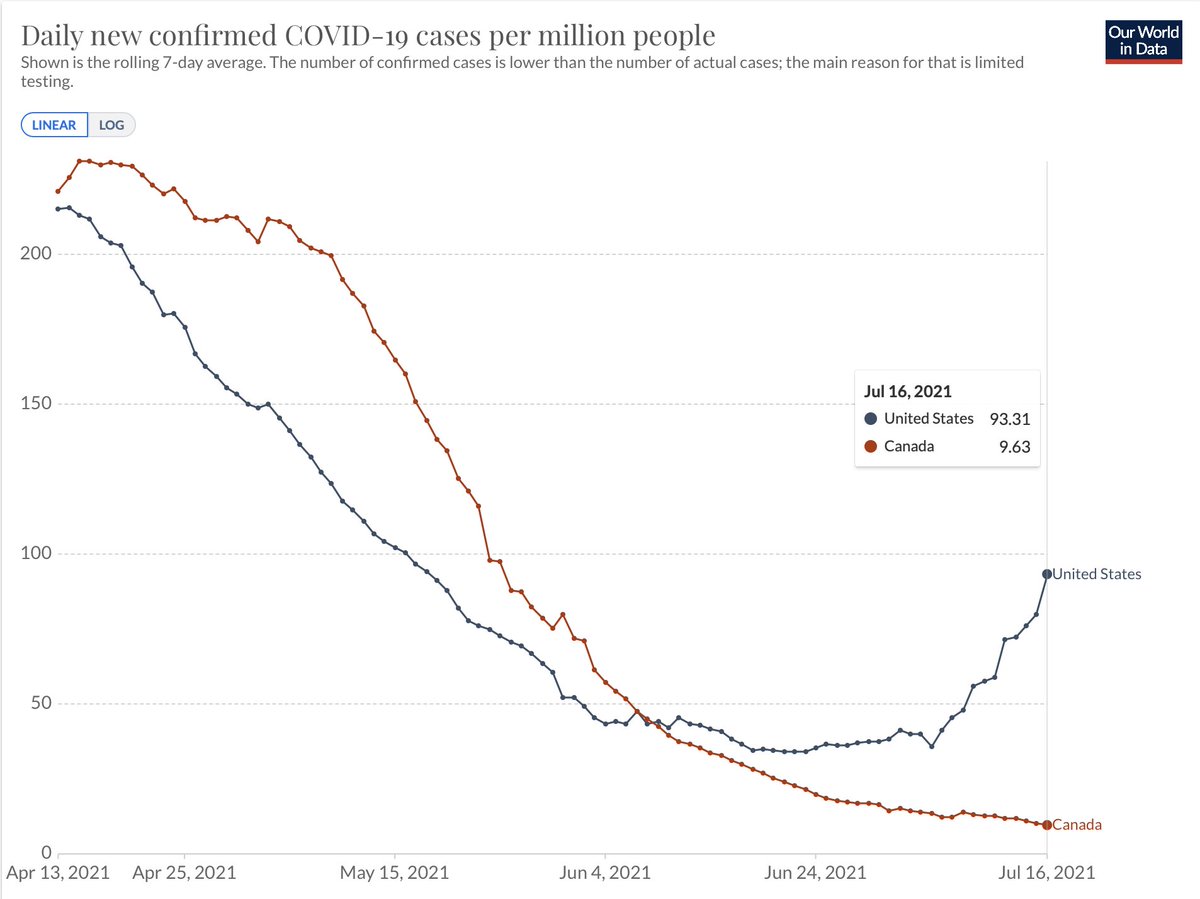 Daily new confirmed COVID-19 cases per million people
Shown is the rolling 7-day average. The number of confirmed cases is lower than the number of actual cases; the main reason for that is limited
testing.
Our World
in Data
LINEAR LOG
200
150
100
50
0
Jul 16, 2021
United States 93.31
Canada 9.63
United States
Canada
Apr 13, 2021 Apr 25, 2021 May 15, 2021 Jun 4, 2021 Jun 24, 2021 Jul 16, 2021